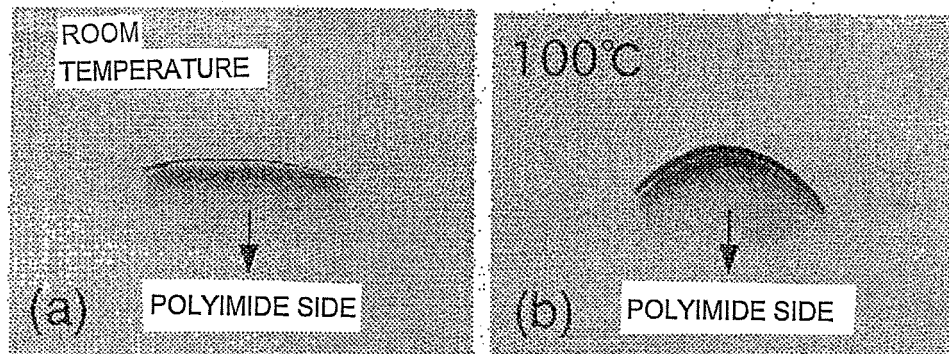 ROOM
TEMPERATURE
POLYIMIDE SIDE
(a)
100℃
POLYIMIDE SIDE
(b)